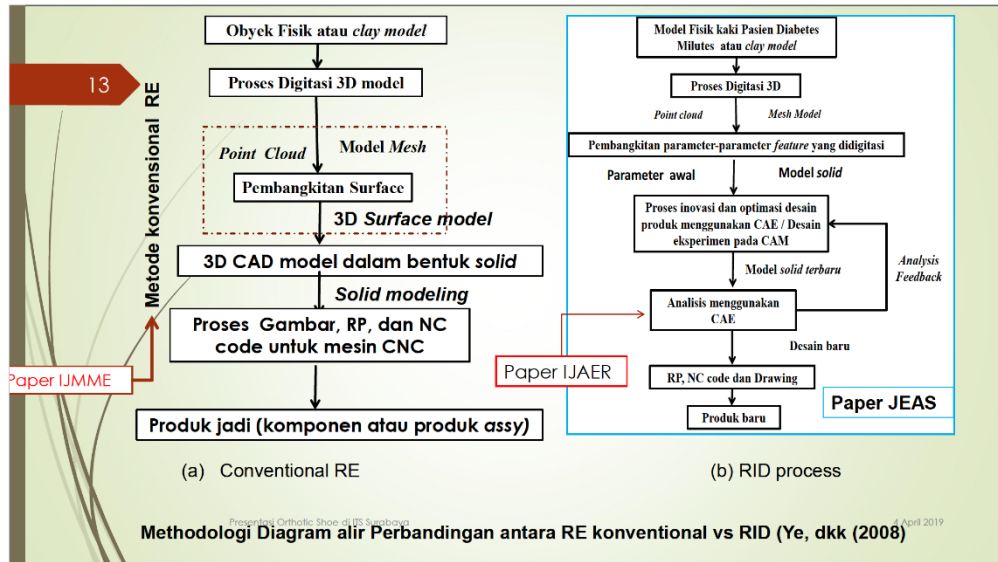 13
Metode konvensional RE
Obyek Fisik atau clay model
Proses Digitasi 3D model
Point Cloud
Model Mesh
Pembangkitan Surface
3D Surface model
3D CAD model dalam bentuk solid
Solid modeling
Proses Gambar, RP, dan NC
code untuk mesin CNC
Paper IJMME
Produk jadi (komponen atau produk assy)
(a) Conventional RE
Model Fisik kaki Pasien Diabetes
Milutes atau clay model
Proses Digitasi 3D
Point cloud
Mesh Model
Pembangkitan parameter-parameter feature yang didigitasi
Parameter awal
Model solid
Proses inovasi dan optimasi desain
produk menggunakan CAE / Desain
eksperimen pada CAM
Analysis
Feedback
Model solid terbaru
Analisis menggunakan
CAE
Paper IJAER
Desain baru
RP, NC code dan Drawing
Paper JEAS
Produk baru
(b) RID process
Presentasi Orthotic Shoe di ITS Surabaya
4 April 2019
Methodologi Diagram alir Perbandingan antara RE konventional vs RID (Ye, dkk (2008)